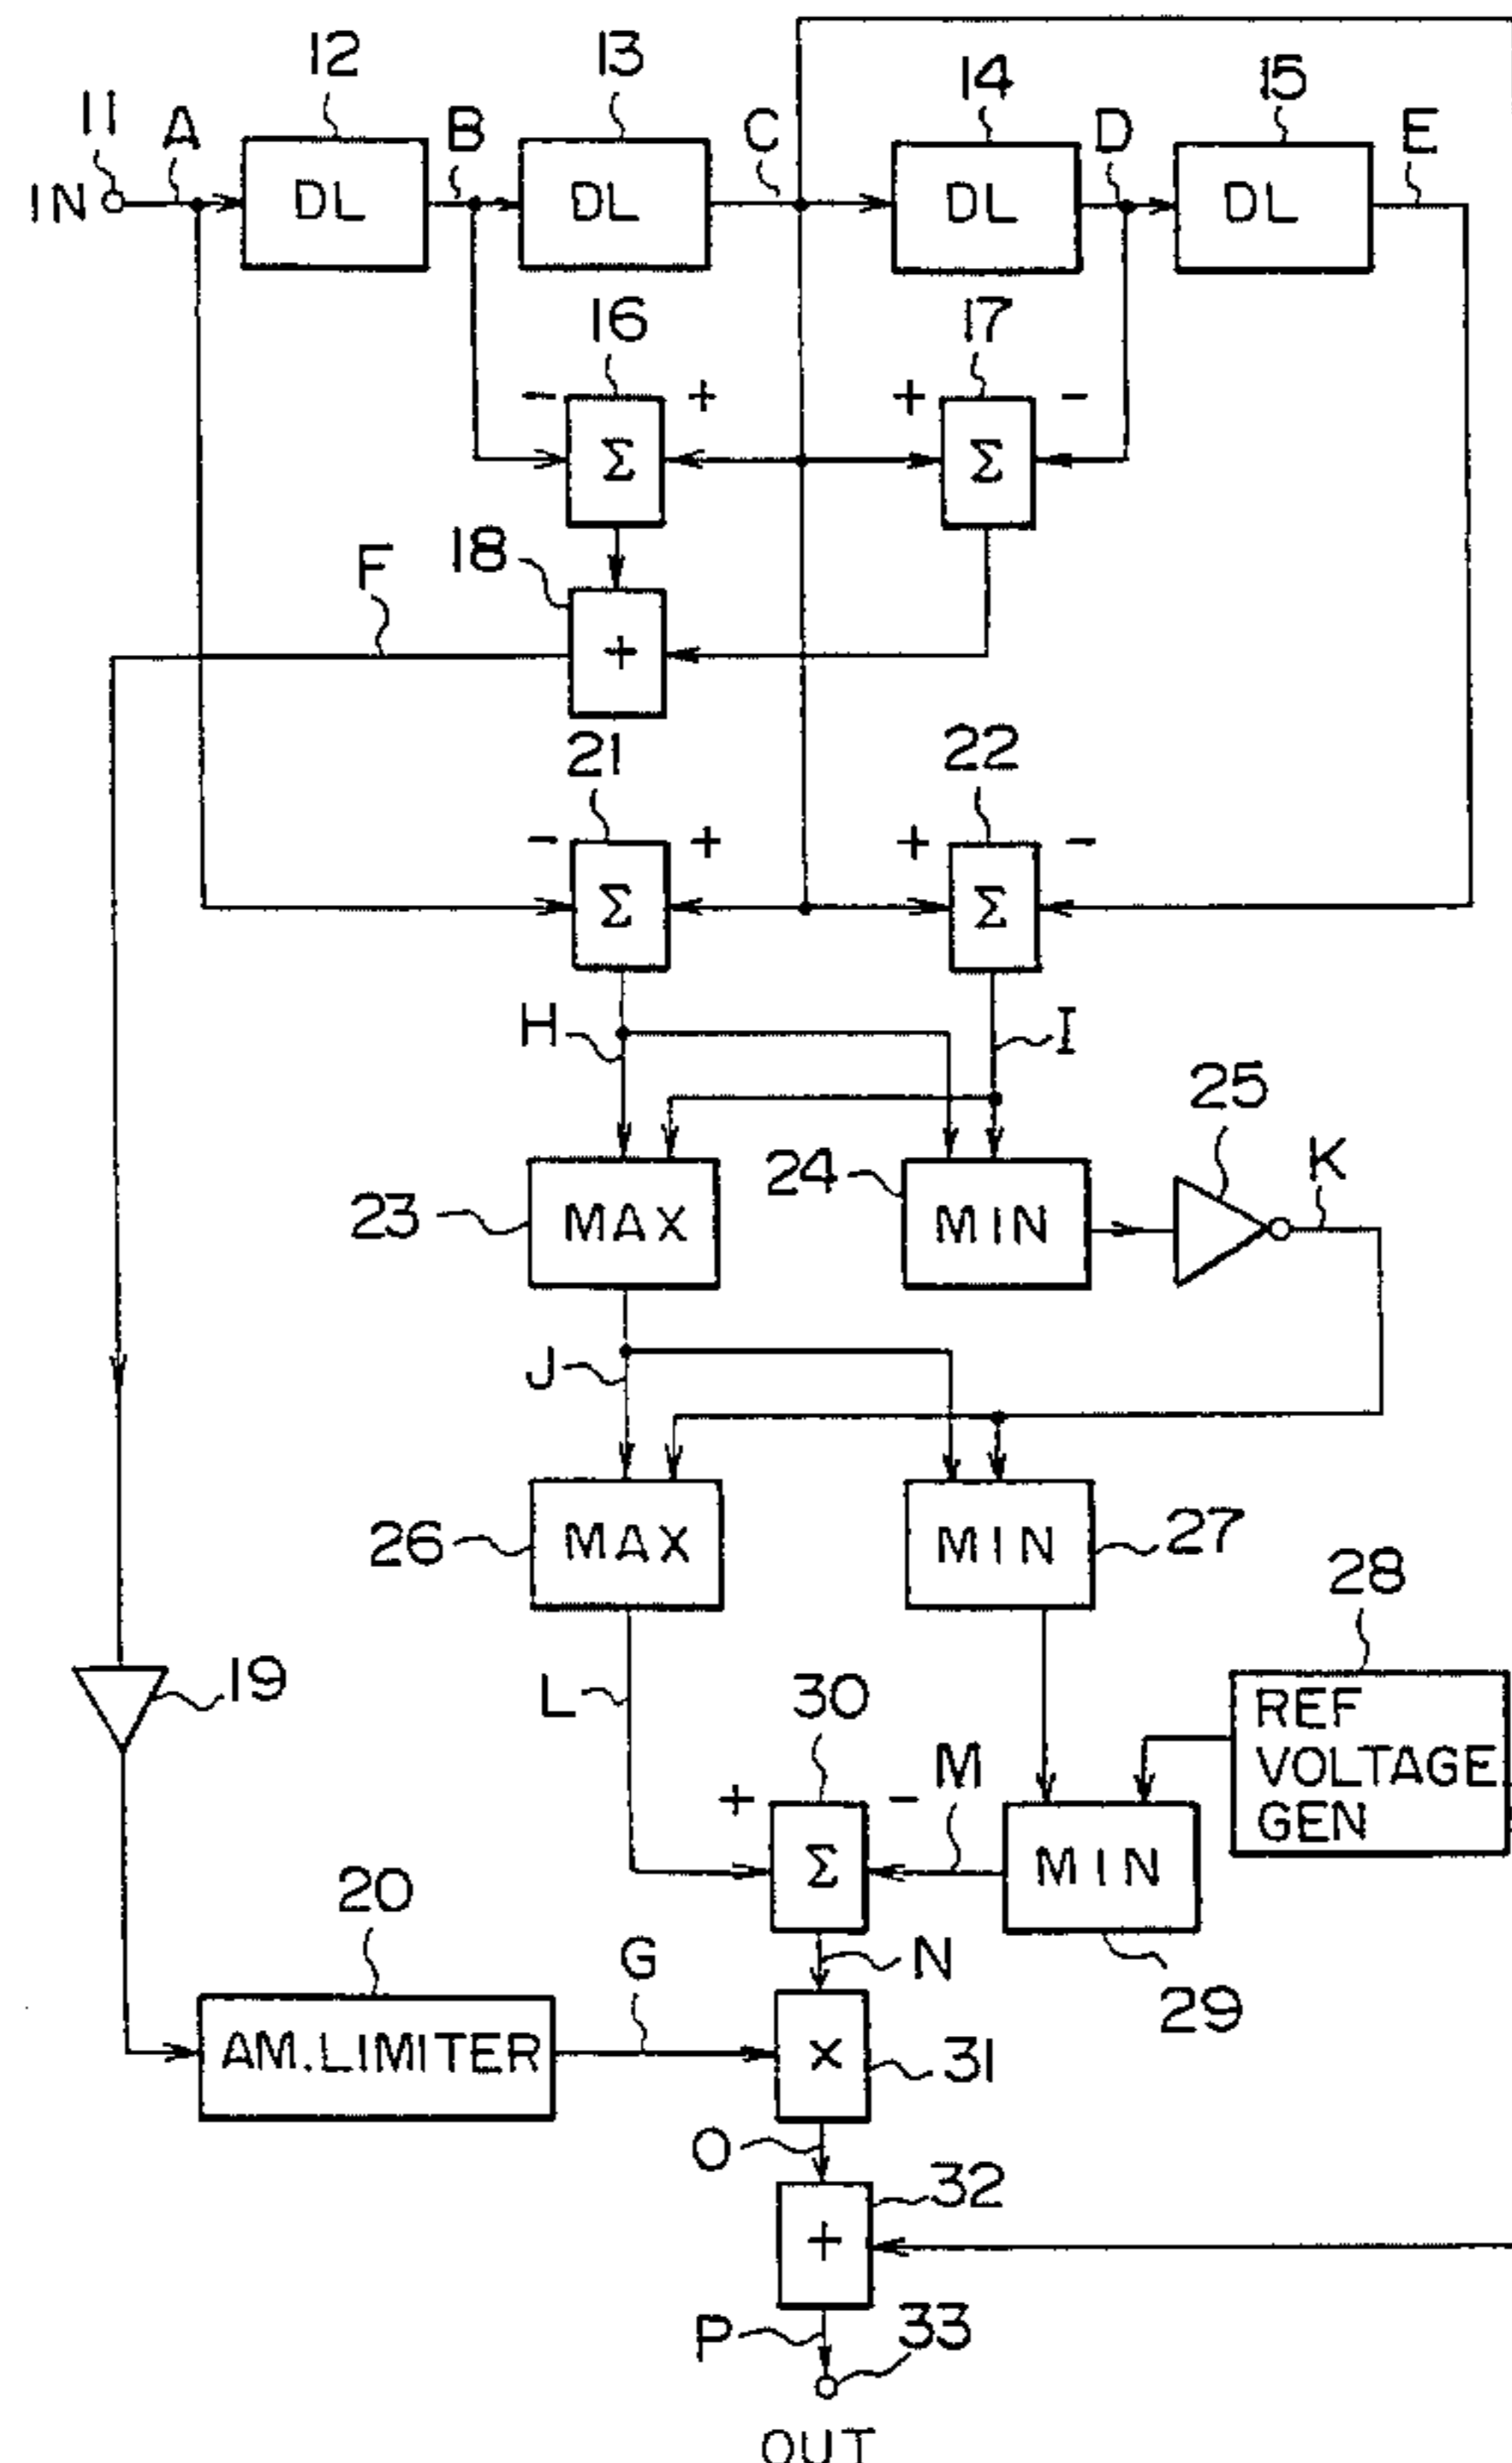 12
13
14
15
11
A
B
C
D
E
IN
DL
DL
DL
DL
16
17
-
+
+
-
Σ
Σ
18
F
+
21
22
-
+
+
-
Σ
Σ
H
I
25
24
K
23
MAX
MIN
J
26
MAX
MIN
27
28
19
L
30
REF
VOLTAGE
GEN
+
-
M
Σ
MIN
20
G
N
29
AM.LIMITER
×
31
O
32
+
P
33
OUT